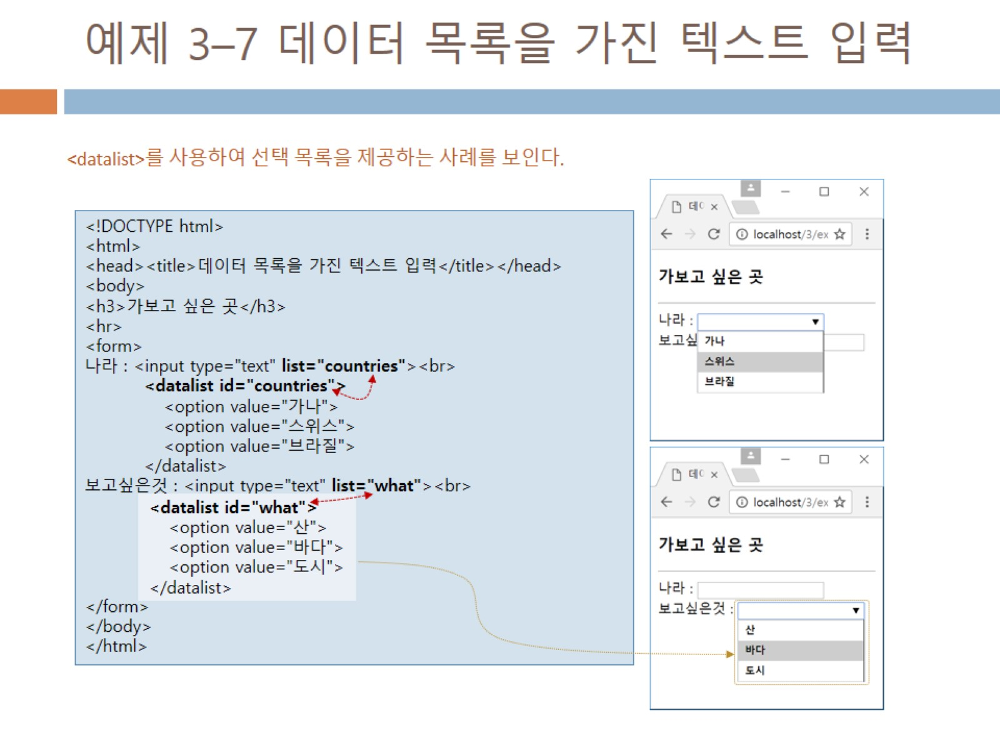 예제 3–7 데이터 목록을 가진 텍스트 입력
<datalist>를 사용하여 선택 목록을 제공하는 사례를 보인다.
<!DOCTYPE html>
<html>
<head><title>데이터 목록을 가진 텍스트 입력</title></head>
<body>
<h3>가보고 싶은 곳</h3>
<hr>
<form>
나라 : <input type="text" list="countries"><br>
<datalist id="countries">
<option value="가나">
<option value="스위스">
<option value="브라질">
</datalist>
보고싶은것 : <input type="text" list="what"><br>
<datalist id="what">
<option value="산">
<option value="바다">
<option value="도시">
</datalist>
</form>
</body>
</html>
데
localhost/3/ex
가보고 싶은 곳
나라 :
보고싶
가나
스위스
브라질
데
localhost/3/ex
가보고 싶은 곳
나라 :
보고싶은것 :
산
바다
도시